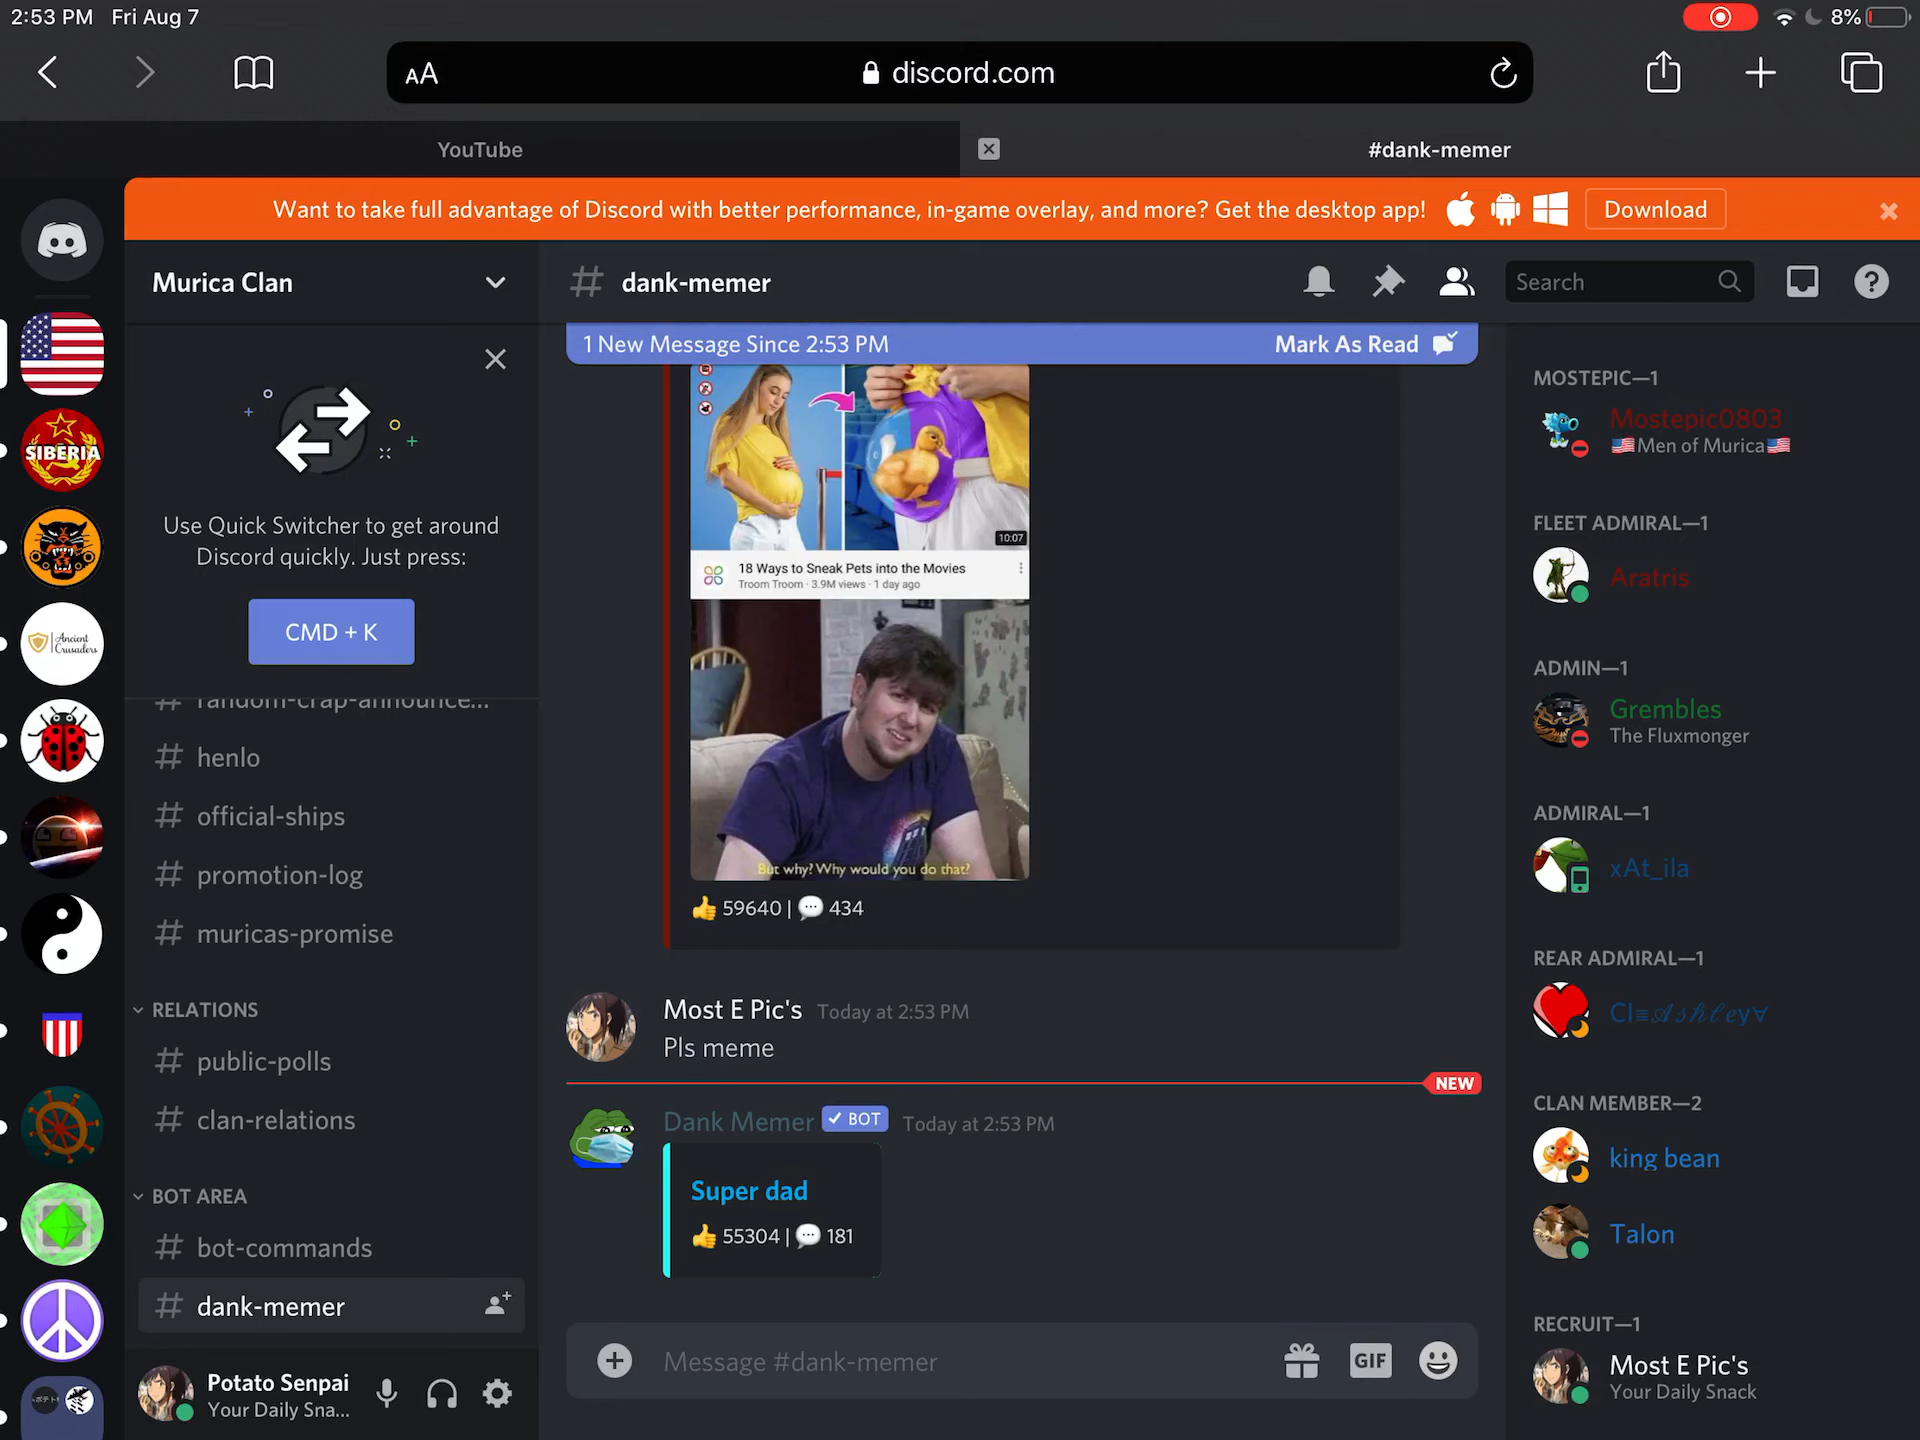 2:53 PM Fri Aug 7
8%
AA
discord.com
YouTube
#dank-memer
Want to take full advantage of Discord with better performance, in-game overlay, and more? Get the desktop app!
Download
Murica Clan
# dank-memer
Search
1 New Message Since 2:53 PM
Mark As Read
SIBERIA
Ancient
Crusaders
Use Quick Switcher to get around
Discord quickly. Just press:
CMD + K
# random-crap-announce...
# henlo
# official-ships
# promotion-log
# muricas-promise
RELATIONS
# public-polls
# clan-relations
BOT AREA
# bot-commands
# dank-memer
Potato Senpai
Your Daily Sna...
10:07
18 Ways to Sneak Pets into the Movies
Troom Troom · 3.9M views · 1 day ago
But why? Why would you do that?
👍 59640 | 💬 434
Most E Pic's Today at 2:53 PM
Pls meme
NEW
Dank Memer ✓ BOT Today at 2:53 PM
Super dad
👍 55304 | 💬 181
Message #dank-memer
GIF
MOSTEPIC—1
Mostepic0803
🇺🇸Men of Murica🇺🇸
FLEET ADMIRAL—1
Aratris
ADMIN—1
Grembles
The Fluxmonger
ADMIRAL—1
xAt_ila
REAR ADMIRAL—1
Cl≡𝒜𝓈𝒽𝓁ℯy∀
CLAN MEMBER—2
king bean
Talon
RECRUIT—1
Most E Pic's
Your Daily Snack